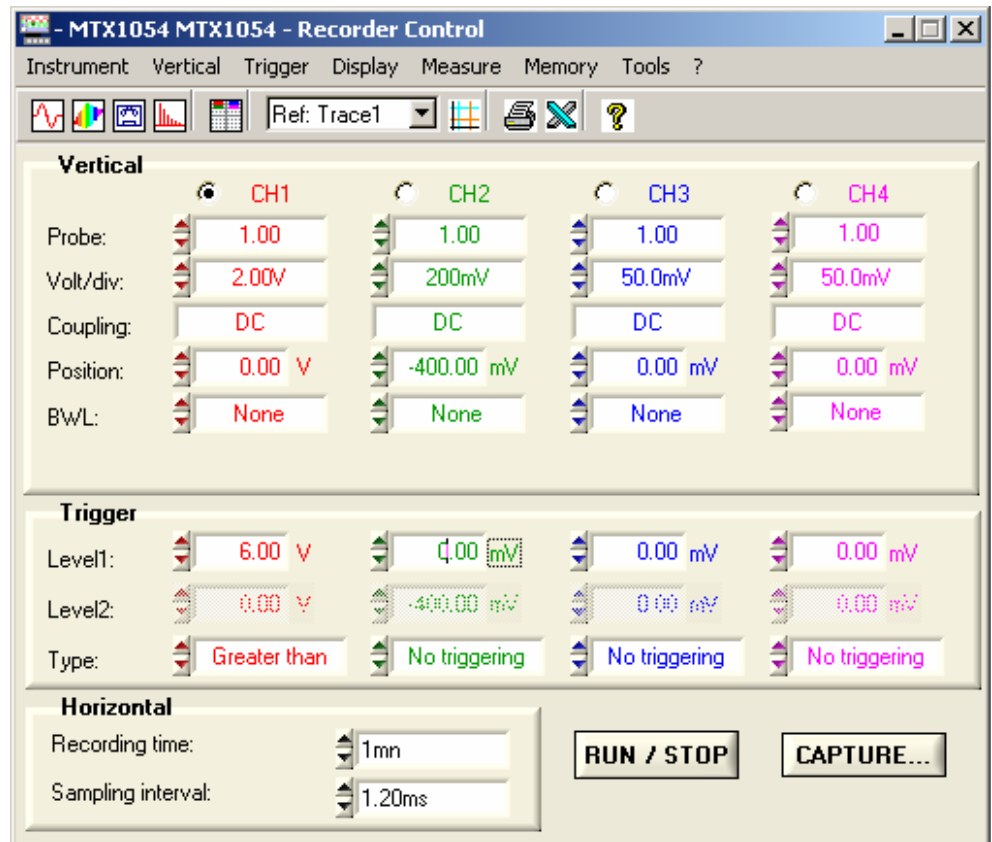 - MTX1054 MTX1054 - Recorder Control
Instrument Vertical Trigger Display Measure Memory Tools ?
Ref: Trace1
Vertical
CH1 CH2 CH3 CH4
Probe: 1.00 1.00 1.00 1.00
Volt/div: 2.00V 200mV 50.0mV 50.0mV
Coupling: DC DC DC DC
Position: 0.00 V -400.00 mV 0.00 mV 0.00 mV
BWL: None None None None
Trigger
Level1: 6.00 V 0.00 mV 0.00 mV 0.00 mV
Level2: 0.00 V -400.00 mV 0.00 mV 0.00 mV
Type: Greater than No triggering No triggering No triggering
Horizontal
Recording time: 1mn
Sampling interval: 1.20ms
RUN / STOP CAPTURE...